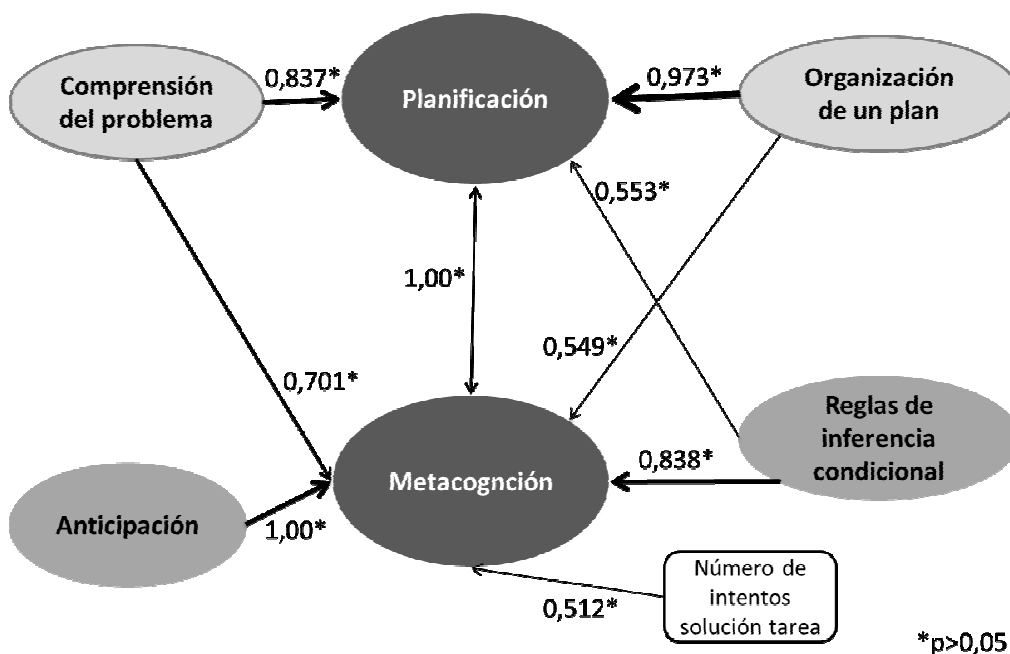 Comprensión
del problema
0,837*
Planificación
0,973*
Organización
de un plan
0,553*
1,00*
0,549*
0,701*
Reglas de
inferencia
condicional
Metacognción
0,838*
Anticipación
1,00*
Número de
intentos
solución tarea
0,512*
*p>0,05